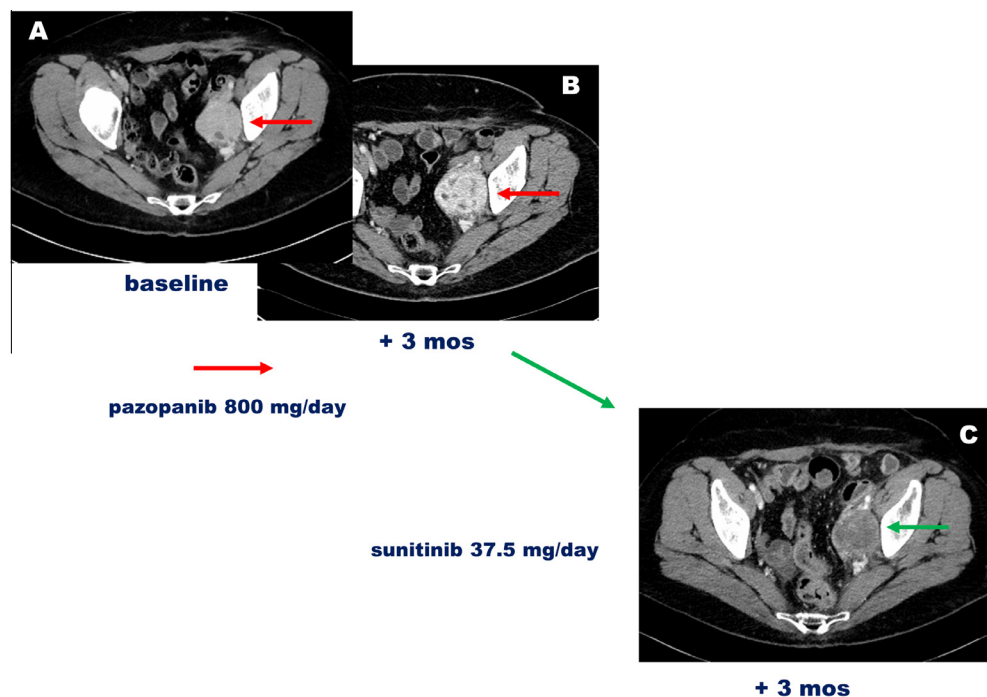 A
B
baseline
+ 3 mos
pazopanib 800 mg/day
C
sunitinib 37.5 mg/day
+ 3 mos